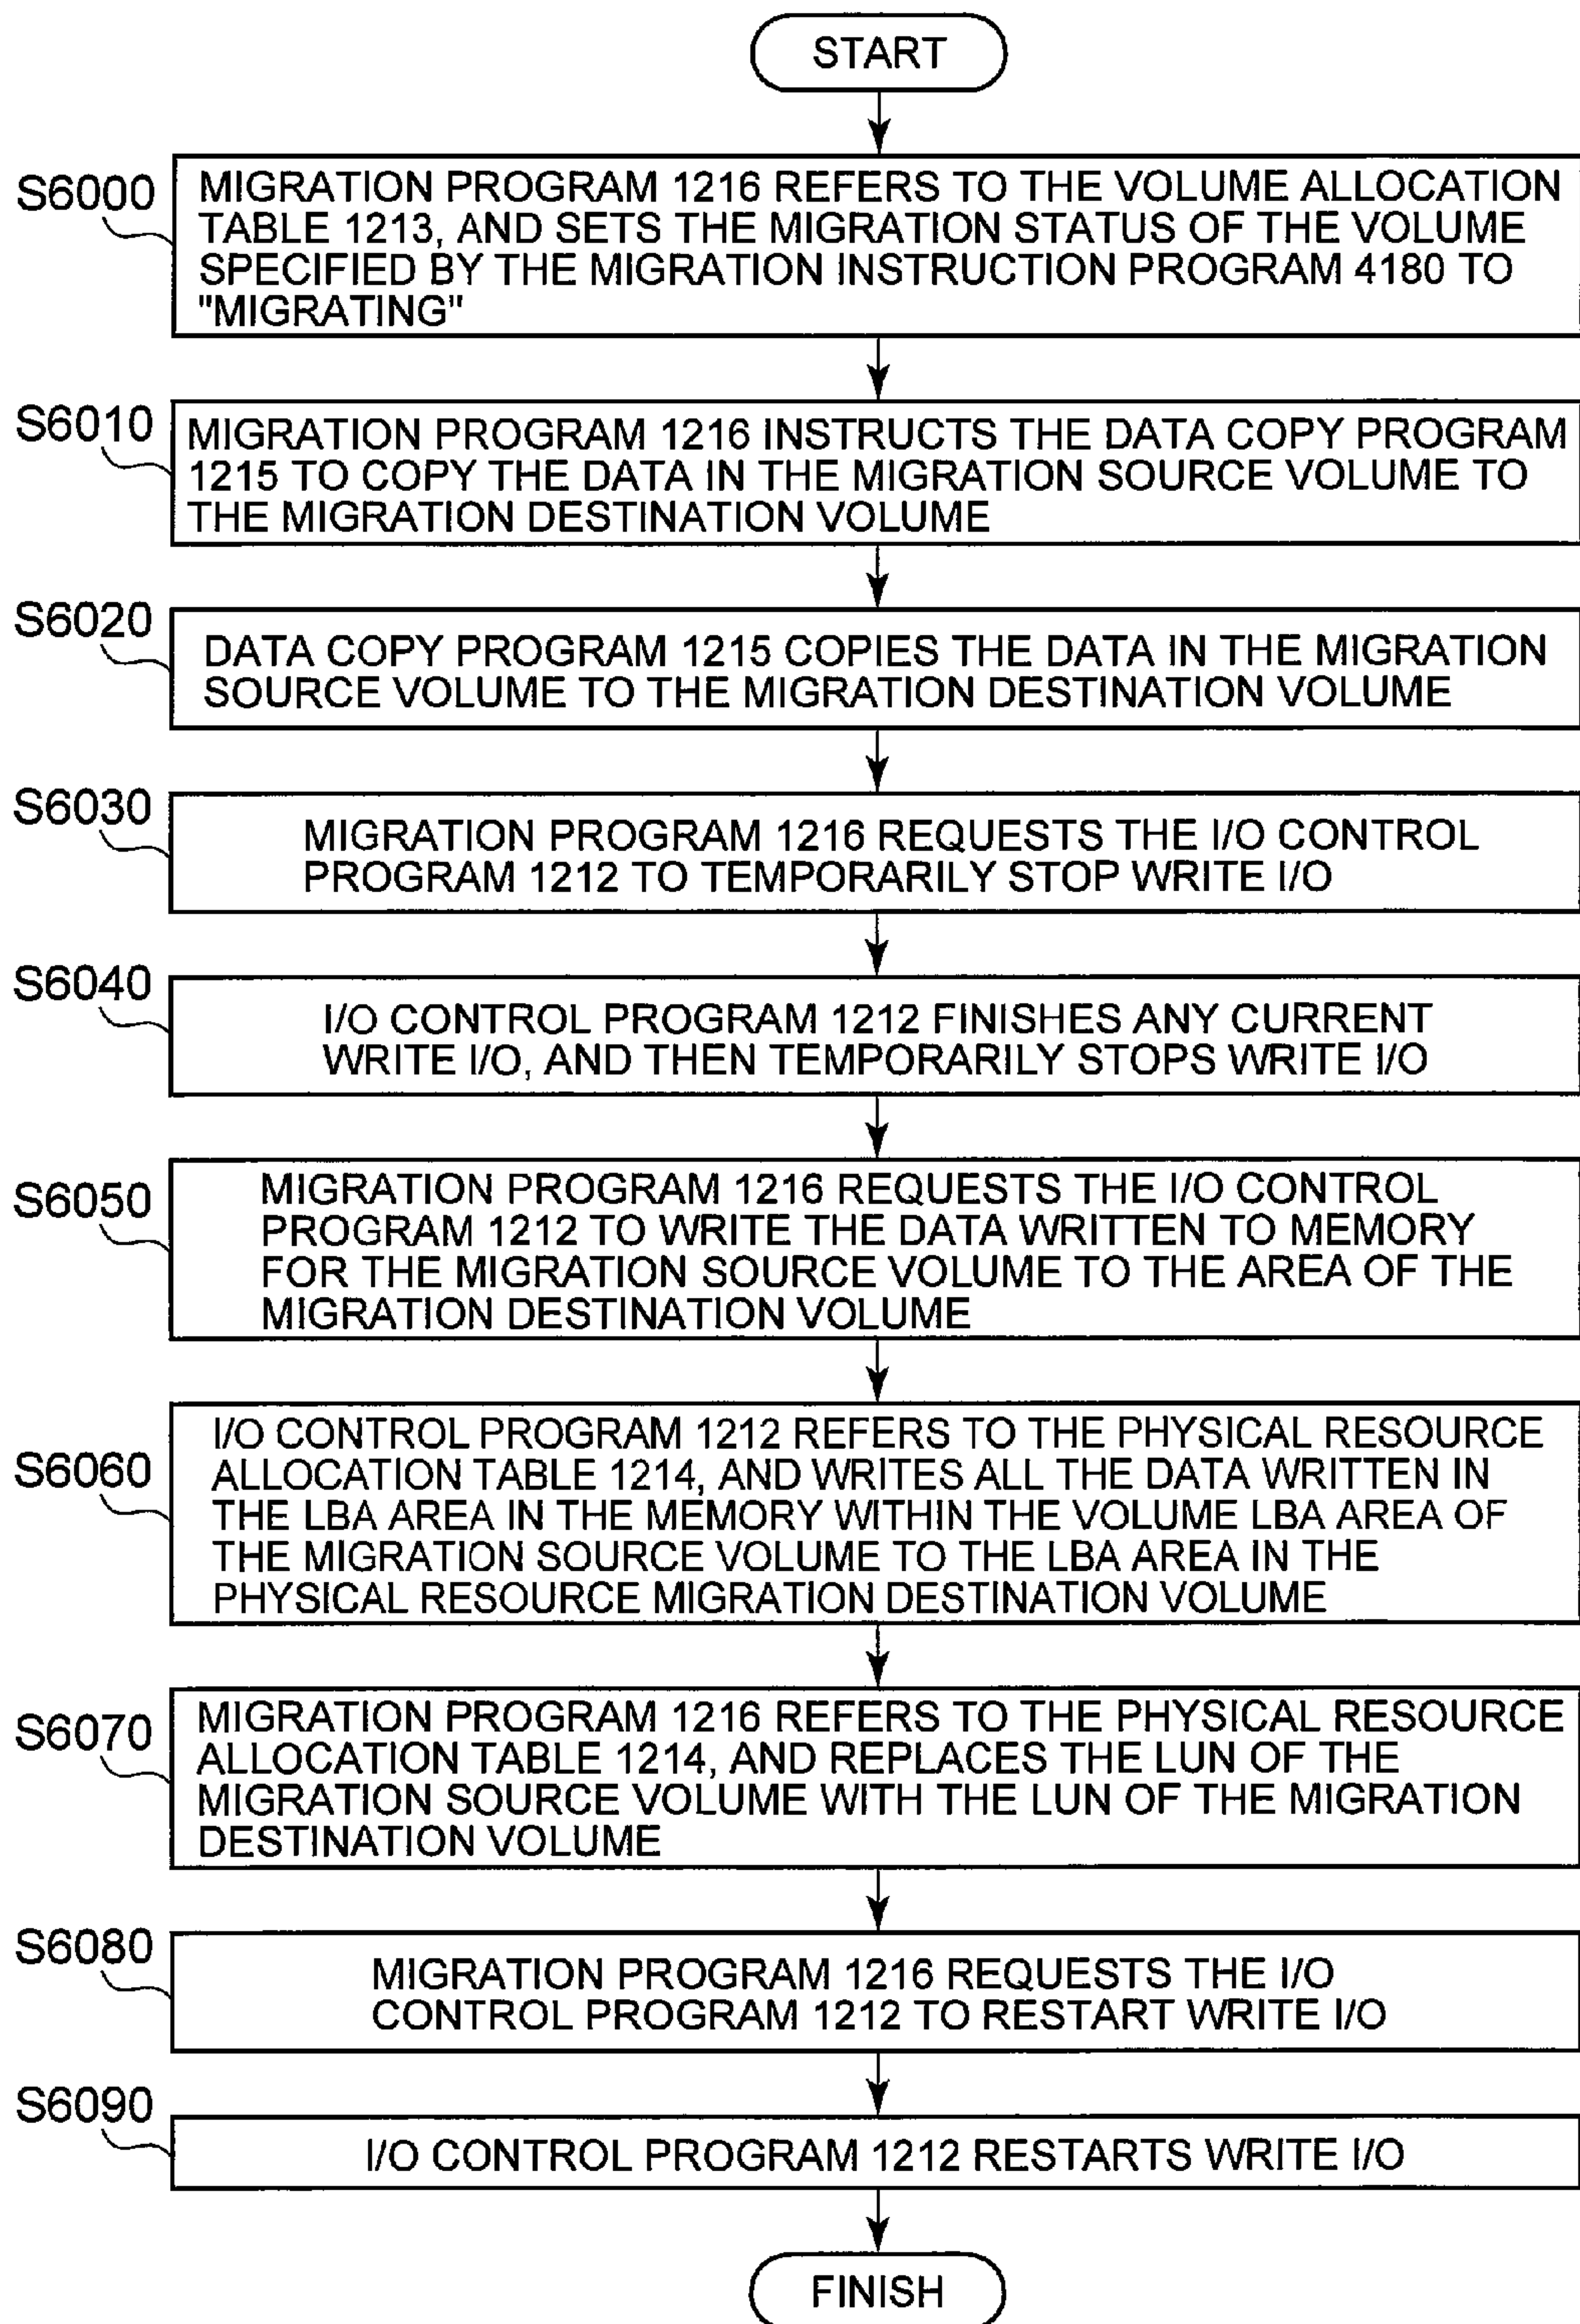 START
S6000
MIGRATION PROGRAM 1216 REFERS TO THE VOLUME ALLOCATION
TABLE 1213, AND SETS THE MIGRATION STATUS OF THE VOLUME
SPECIFIED BY THE MIGRATION INSTRUCTION PROGRAM 4180 TO
"MIGRATING"
S6010
MIGRATION PROGRAM 1216 INSTRUCTS THE DATA COPY PROGRAM
1215 TO COPY THE DATA IN THE MIGRATION SOURCE VOLUME TO
THE MIGRATION DESTINATION VOLUME
S6020
DATA COPY PROGRAM 1215 COPIES THE DATA IN THE MIGRATION
SOURCE VOLUME TO THE MIGRATION DESTINATION VOLUME
S6030
MIGRATION PROGRAM 1216 REQUESTS THE I/O CONTROL
PROGRAM 1212 TO TEMPORARILY STOP WRITE I/O
S6040
I/O CONTROL PROGRAM 1212 FINISHES ANY CURRENT
WRITE I/O, AND THEN TEMPORARILY STOPS WRITE I/O
S6050
MIGRATION PROGRAM 1216 REQUESTS THE I/O CONTROL
PROGRAM 1212 TO WRITE THE DATA WRITTEN TO MEMORY
FOR THE MIGRATION SOURCE VOLUME TO THE AREA OF THE
MIGRATION DESTINATION VOLUME
S6060
I/O CONTROL PROGRAM 1212 REFERS TO THE PHYSICAL RESOURCE
ALLOCATION TABLE 1214, AND WRITES ALL THE DATA WRITTEN IN
THE LBA AREA IN THE MEMORY WITHIN THE VOLUME LBA AREA OF
THE MIGRATION SOURCE VOLUME TO THE LBA AREA IN THE
PHYSICAL RESOURCE MIGRATION DESTINATION VOLUME
S6070
MIGRATION PROGRAM 1216 REFERS TO THE PHYSICAL RESOURCE
ALLOCATION TABLE 1214, AND REPLACES THE LUN OF THE
MIGRATION SOURCE VOLUME WITH THE LUN OF THE MIGRATION
DESTINATION VOLUME
S6080
MIGRATION PROGRAM 1216 REQUESTS THE I/O
CONTROL PROGRAM 1212 TO RESTART WRITE I/O
S6090
I/O CONTROL PROGRAM 1212 RESTARTS WRITE I/O
FINISH